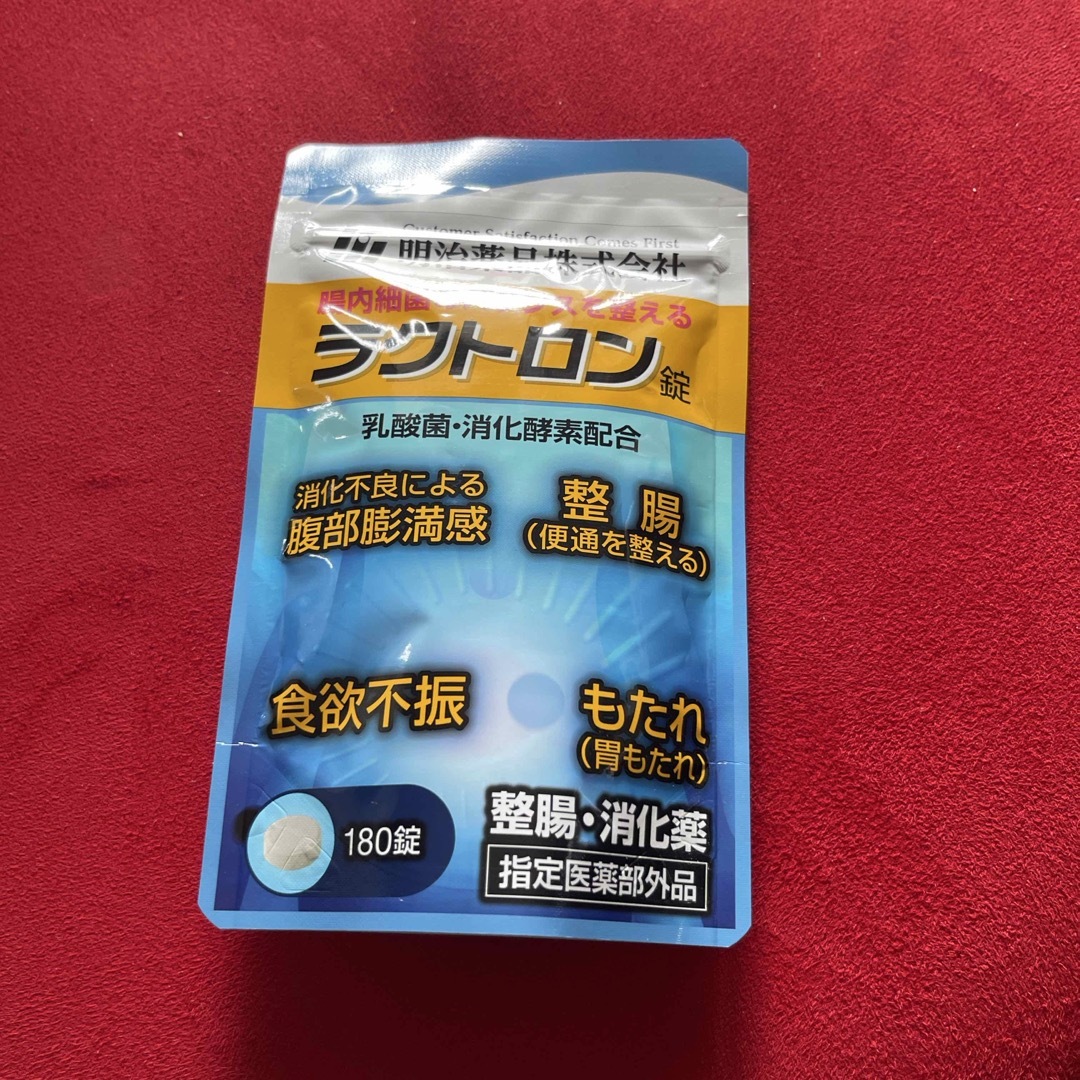 Customer Satisfaction Comes First
明治薬品株式会社
腸内細菌のバランスを整える
ラクトロン錠
乳酸菌・消化酵素配合
消化不良による
腹部膨満感
整腸
(便通を整える)
食欲不振
もたれ
(胃もたれ)
180錠
整腸・消化薬
指定医薬部外品